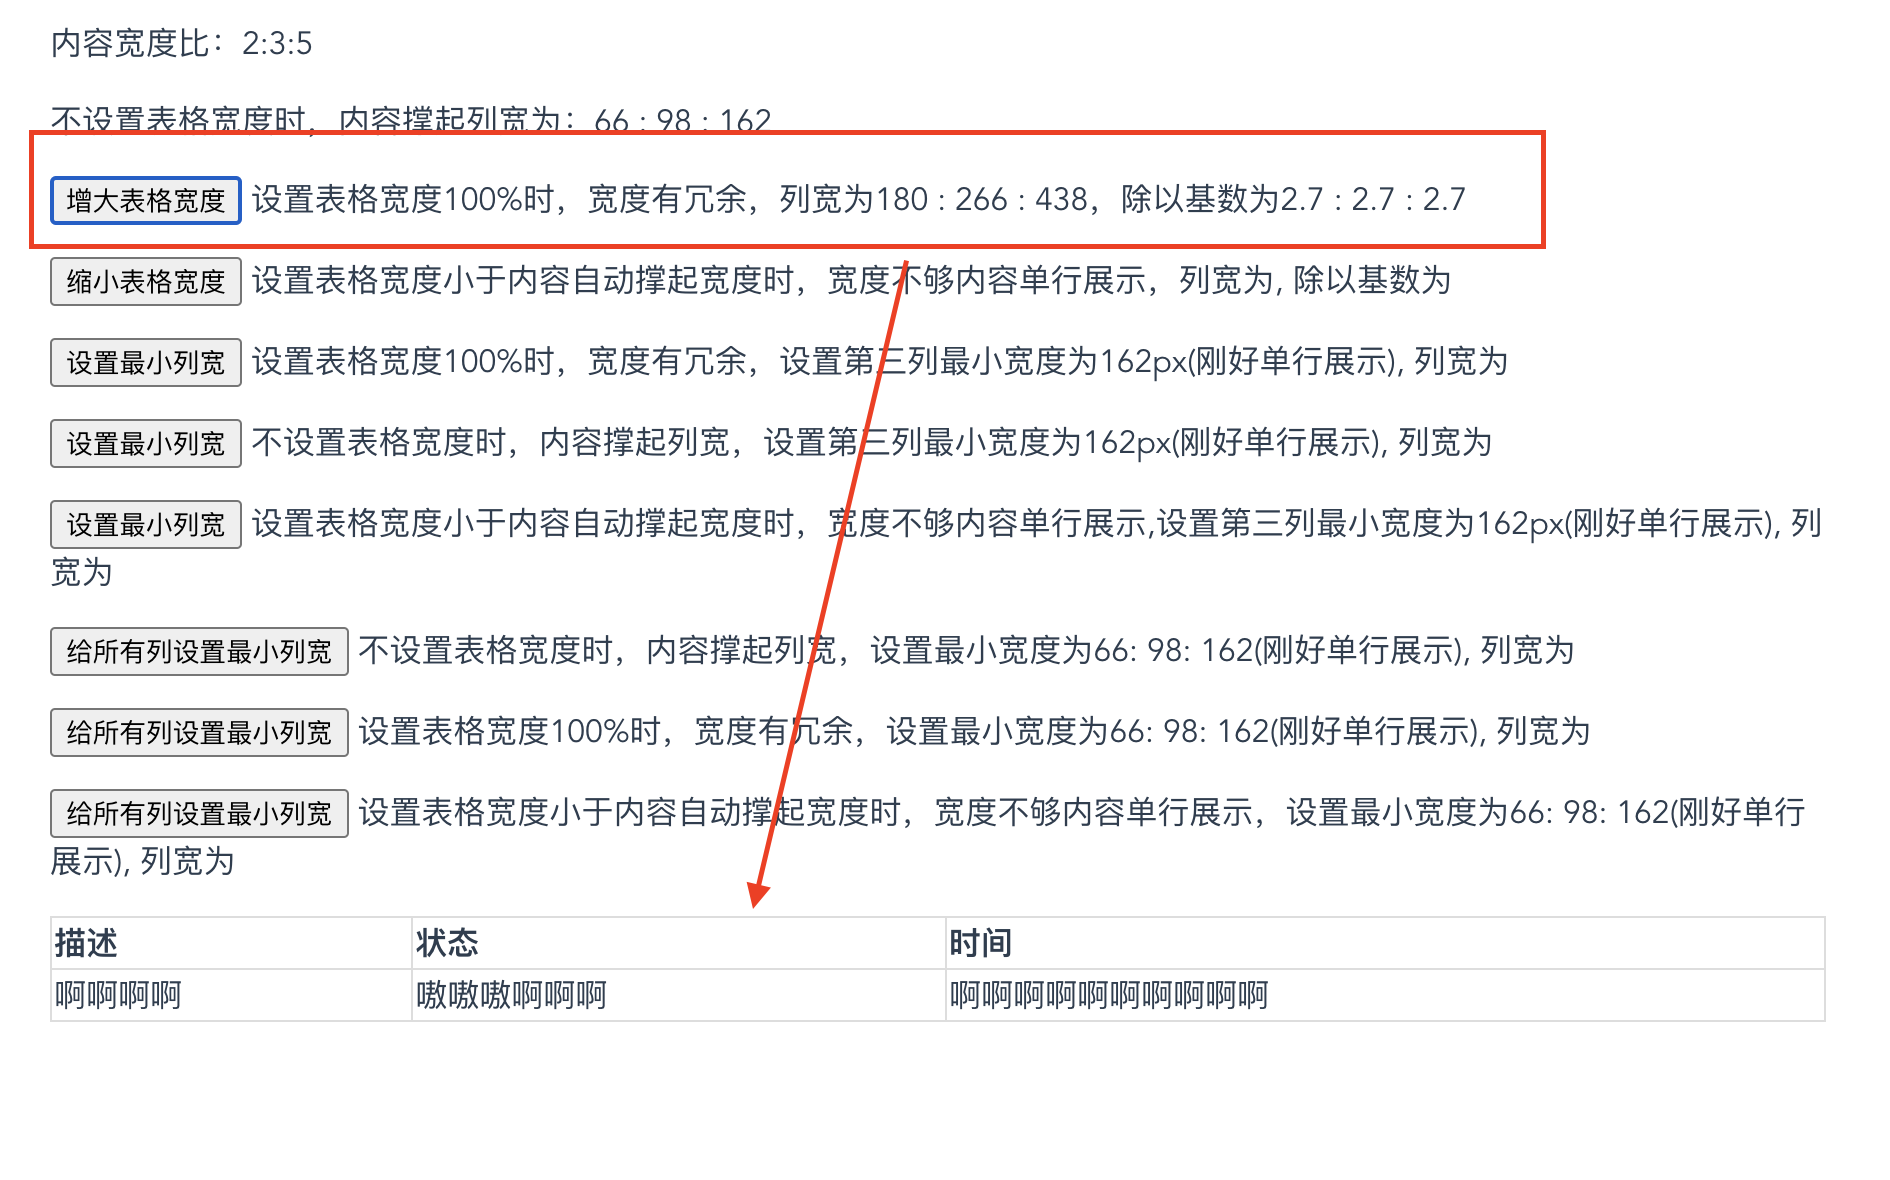 内容宽度比：2:3:5
不设置表格宽度时，内容撑起列宽为：66 : 98 : 162
增大表格宽度 设置表格宽度100%时，宽度有冗余，列宽为180 : 266 : 438，除以基数为2.7 : 2.7 : 2.7
缩小表格宽度 设置表格宽度小于内容自动撑起宽度时，宽度不够内容单行展示，列宽为, 除以基数为
设置最小列宽 设置表格宽度100%时，宽度有冗余，设置第三列最小宽度为162px(刚好单行展示), 列宽为
设置最小列宽 不设置表格宽度时，内容撑起列宽，设置第三列最小宽度为162px(刚好单行展示), 列宽为
设置最小列宽 设置表格宽度小于内容自动撑起宽度时，宽度不够内容单行展示,设置第三列最小宽度为162px(刚好单行展示), 列
宽为
给所有列设置最小列宽 不设置表格宽度时，内容撑起列宽，设置最小宽度为66: 98: 162(刚好单行展示), 列宽为
给所有列设置最小列宽 设置表格宽度100%时，宽度有冗余，设置最小宽度为66: 98: 162(刚好单行展示), 列宽为
给所有列设置最小列宽 设置表格宽度小于内容自动撑起宽度时，宽度不够内容单行展示，设置最小宽度为66: 98: 162(刚好单行
展示), 列宽为
描述 状态 时间
啊啊啊啊 嗷嗷嗷啊啊啊 啊啊啊啊啊啊啊啊啊啊